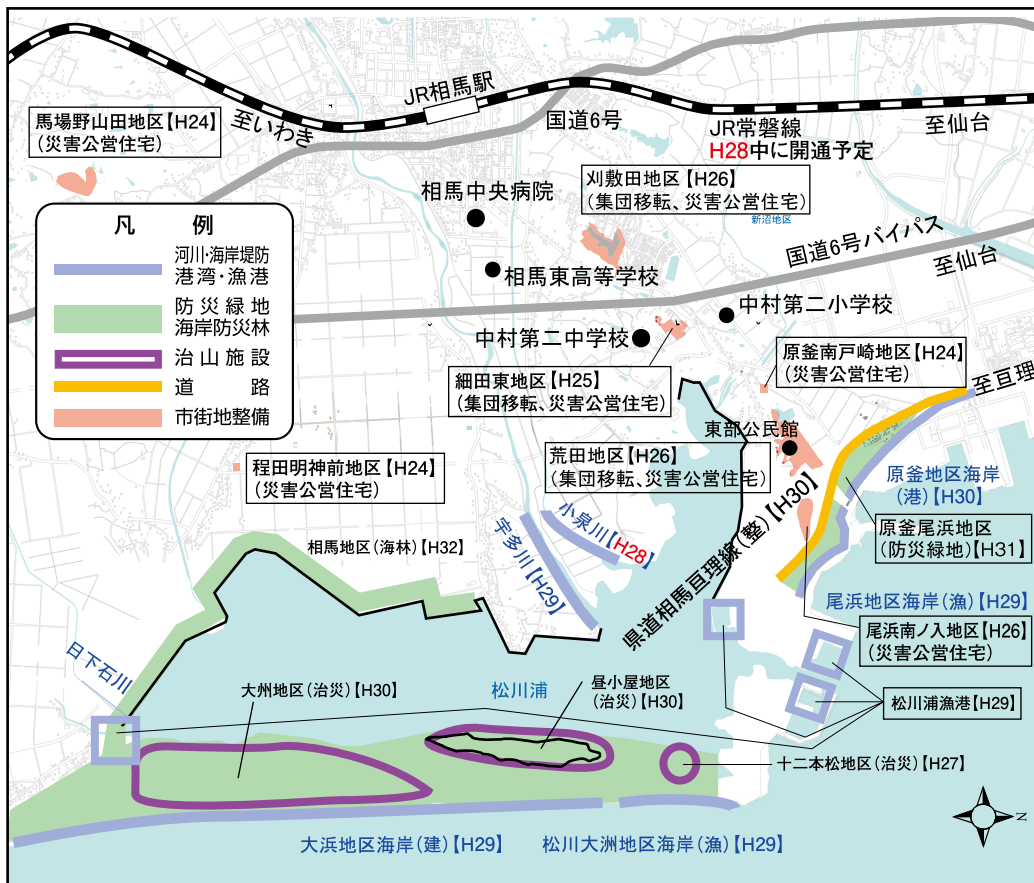 JR相馬駅
至いわき
国道6号
JR常磐線
H28中に開通予定
至仙台
馬場野山田地区【H24】
(災害公営住宅)
相馬中央病院
刈敷田地区【H26】
(集団移転、災害公営住宅)
新沼地区
国道6号バイパス
至仙台
凡 例
河川・海岸堤防
港湾・漁港
防災緑地
海岸防災林
治山施設
道路
市街地整備
相馬東高等学校
中村第二小学校
中村第二中学校
原釜南戸崎地区【H24】
(災害公営住宅)
至亘理
細田東地区【H25】
(集団移転、災害公営住宅)
東部公民館
荒田地区【H26】
(集団移転、災害公営住宅)
程田明神前地区【H24】
(災害公営住宅)
原釜地区海岸
(港)【H30】
小泉川【H28】
宇多川【H29】
県道相馬亘理線(整)【H30】
原釜尾浜地区
(防災緑地)【H31】
相馬地区(海林)【H32】
尾浜地区海岸(漁)【H29】
尾浜南ノ入地区【H26】
(災害公営住宅)
日下石川
大州地区(治災)【H30】
松川浦
昼小屋地区
(治災)【H30】
松川浦漁港【H29】
十二本松地区(治災)【H27】
大浜地区海岸(建)【H29】
松川大洲地区海岸(漁)【H29】
N